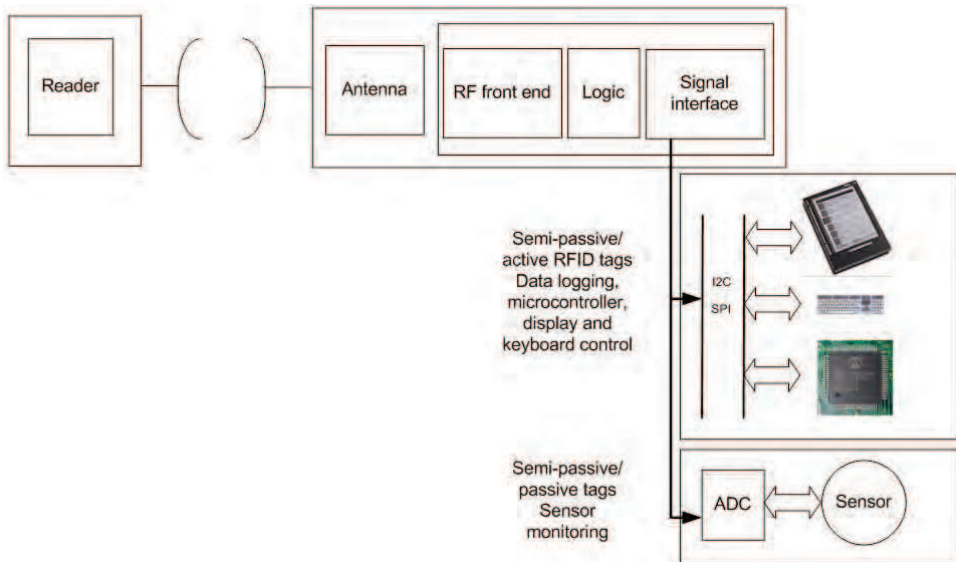 Reader
Antenna
RF front end
Logic
Signal
interface
Semi-passive/
active RFID tags
Data logging,
microcontroller,
display and
keyboard control
I2C
SPI
Semi-passive/
passive tags
Sensor
monitoring
ADC
Sensor